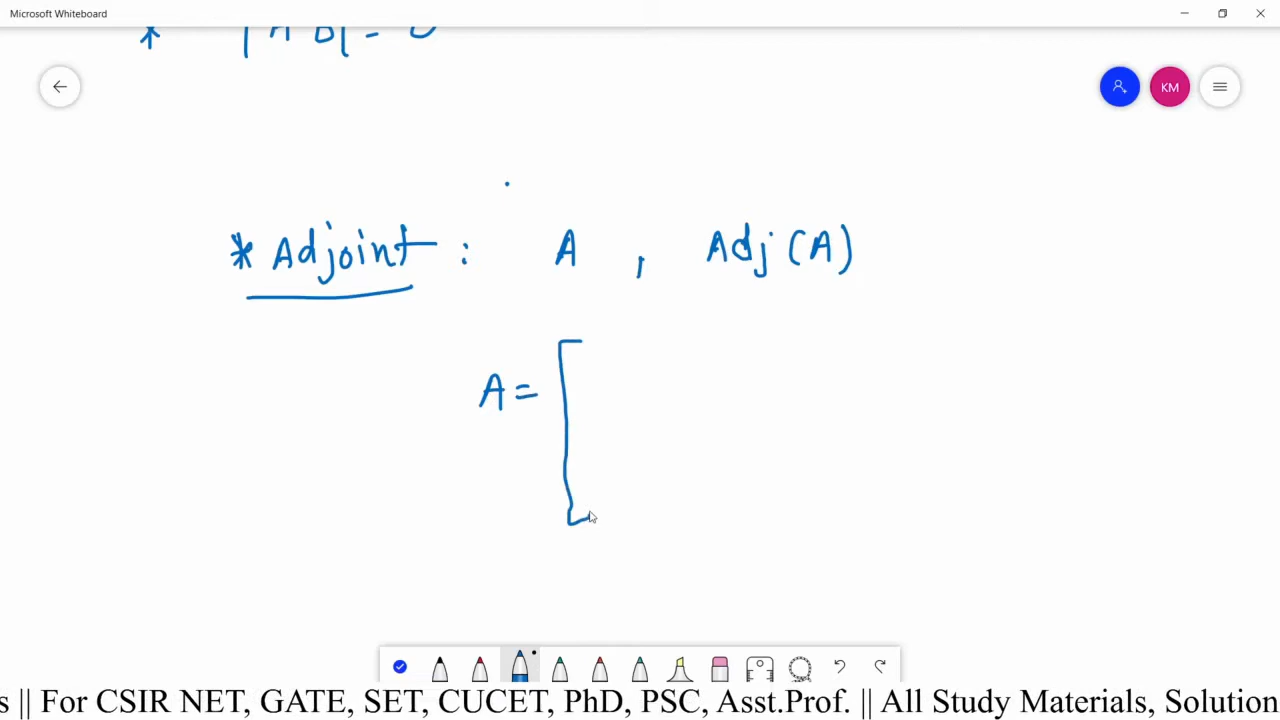 Microsoft Whiteboard
* |A B| = 0
KM
* Adjoint : A , Adj (A)
A = [
s || For CSIR NET, GATE, SET, CUCET, PhD, PSC, Asst.Prof. || All Study Materials, Solution